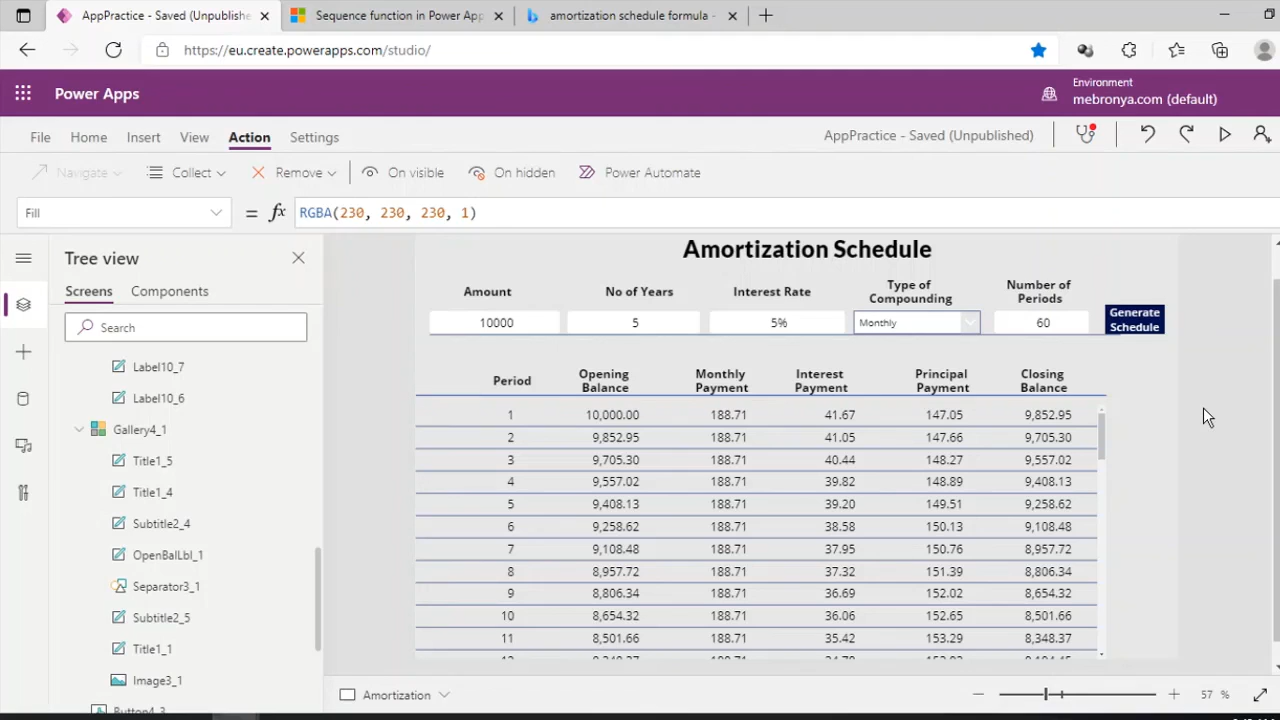 AppPractice - Saved (Unpublishe
Sequence function in Power App
amortization schedule formula -
https://eu.create.powerapps.com/studio/
Power Apps
Environment
mebronya.com (default)
File Home Insert View Action Settings
AppPractice - Saved (Unpublished)
Navigate Collect Remove On visible On hidden Power Automate
Fill = fx RGBA(230, 230, 230, 1)
Tree view
Screens Components
Search
Label10_7
Label10_6
Gallery4_1
Title1_5
Title1_4
Subtitle2_4
OpenBalLbl_1
Separator3_1
Subtitle2_5
Title1_1
Image3_1
Button4_3
Amortization Schedule
Amount No of Years Interest Rate Type of Compounding Number of Periods
10000 5 5% Monthly 60 Generate Schedule
Period Opening Balance Monthly Payment Interest Payment Principal Payment Closing Balance
1 10,000.00 188.71 41.67 147.05 9,852.95
2 9,852.95 188.71 41.05 147.66 9,705.30
3 9,705.30 188.71 40.44 148.27 9,557.02
4 9,557.02 188.71 39.82 148.89 9,408.13
5 9,408.13 188.71 39.20 149.51 9,258.62
6 9,258.62 188.71 38.58 150.13 9,108.48
7 9,108.48 188.71 37.95 150.76 8,957.72
8 8,957.72 188.71 37.32 151.39 8,806.34
9 8,806.34 188.71 36.69 152.02 8,654.32
10 8,654.32 188.71 36.06 152.65 8,501.66
11 8,501.66 188.71 35.42 153.29 8,348.37
Amortization
57 %